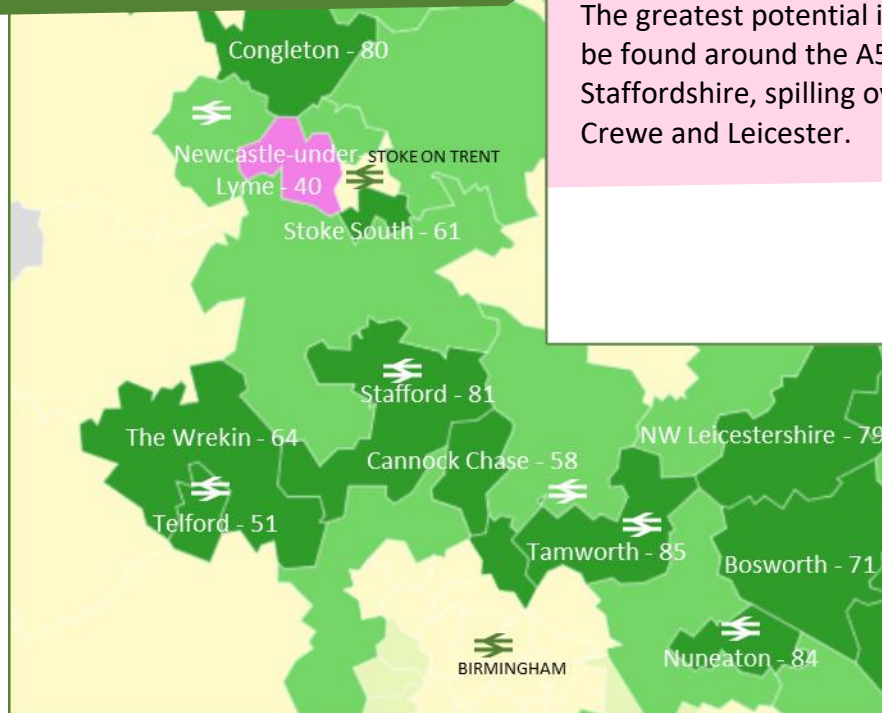 The greatest potential i
be found around the A5
Staffordshire, spilling ov
Crewe and Leicester.
Congleton - 80
Newcastle-under-
Lyme - 40
STOKE ON TRENT
Stoke South - 61
Stafford - 81
The Wrekin - 64
Cannock Chase - 58
NW Leicestershire - 79
Telford - 51
Tamworth - 85
Bosworth - 71
Nuneaton - 84
BIRMINGHAM